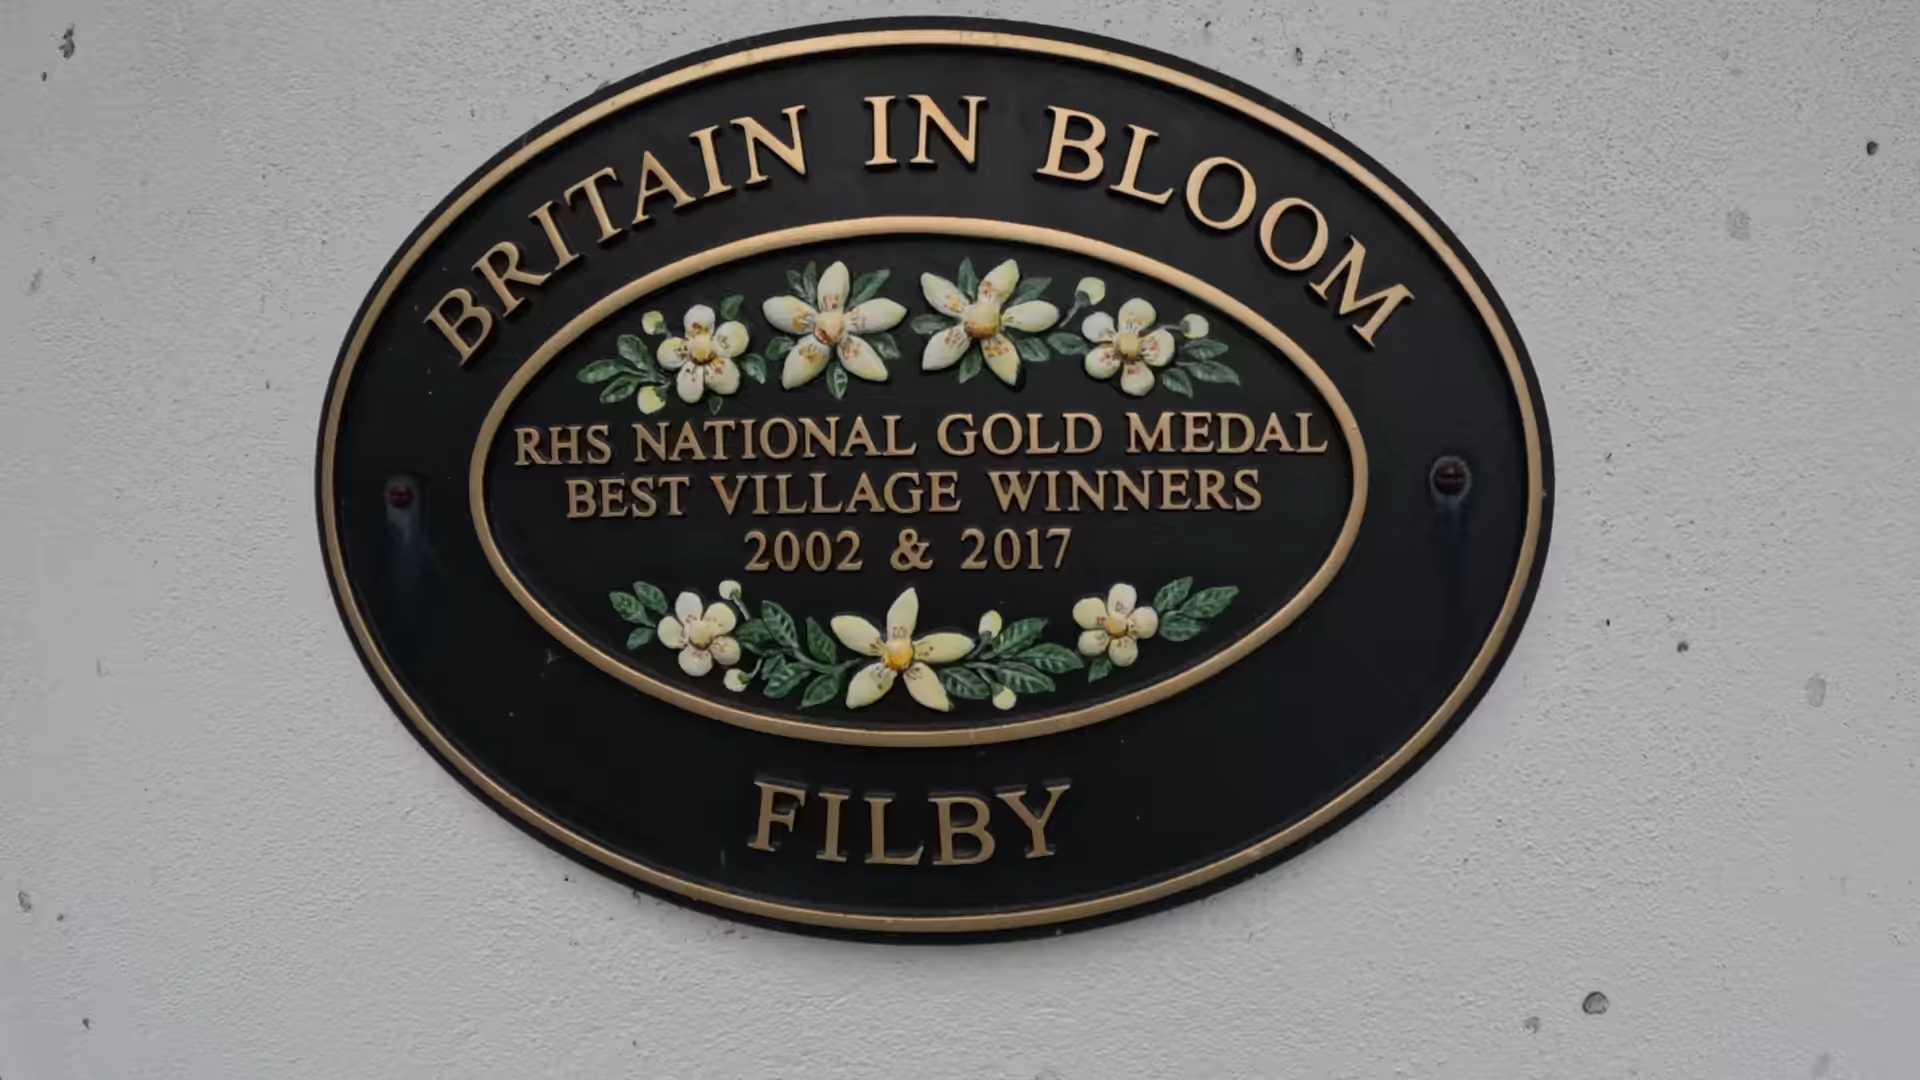 BRITAIN IN BLOOM
RHS NATIONAL GOLD MEDAL
BEST VILLAGE WINNERS
2002 & 2017
FILBY